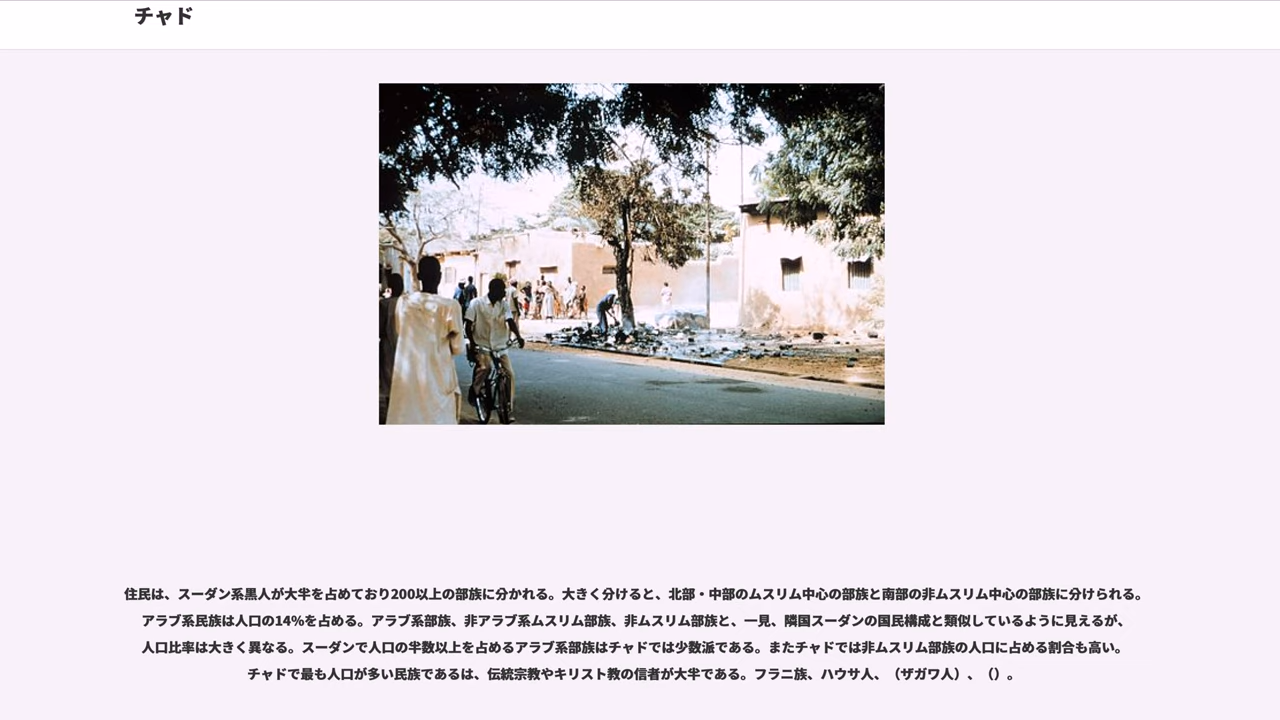 チャド
住民は、スーダン系黒人が大半を占めており200以上の部族に分かれる。大きく分けると、北部・中部のムスリム中心の部族と南部の非ムスリム中心の部族に分けられる。
アラブ系民族は人口の14%を占める。アラブ系部族、非アラブ系ムスリム部族、非ムスリム部族と、一見、隣国スーダンの国民構成と類似しているように見えるが、
人口比率は大きく異なる。スーダンで人口の半数以上を占めるアラブ系部族はチャドでは少数派である。またチャドでは非ムスリム部族の人口に占める割合も高い。
チャドで最も人口が多い民族であるは、伝統宗教やキリスト教の信者が大半である。フラニ族、ハウサ人、（ザガワ人）、（）。